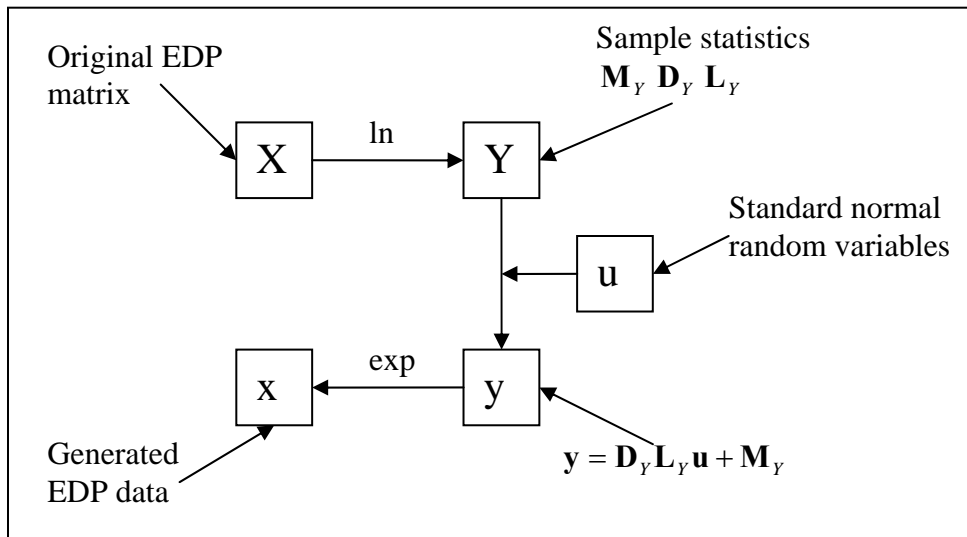 Original EDP
matrix
Sample statistics
M_Y D_Y L_Y
X
ln
Y
Standard normal
random variables
u
x
exp
y
Generated
EDP data
y = D_Y L_Y u + M_Y